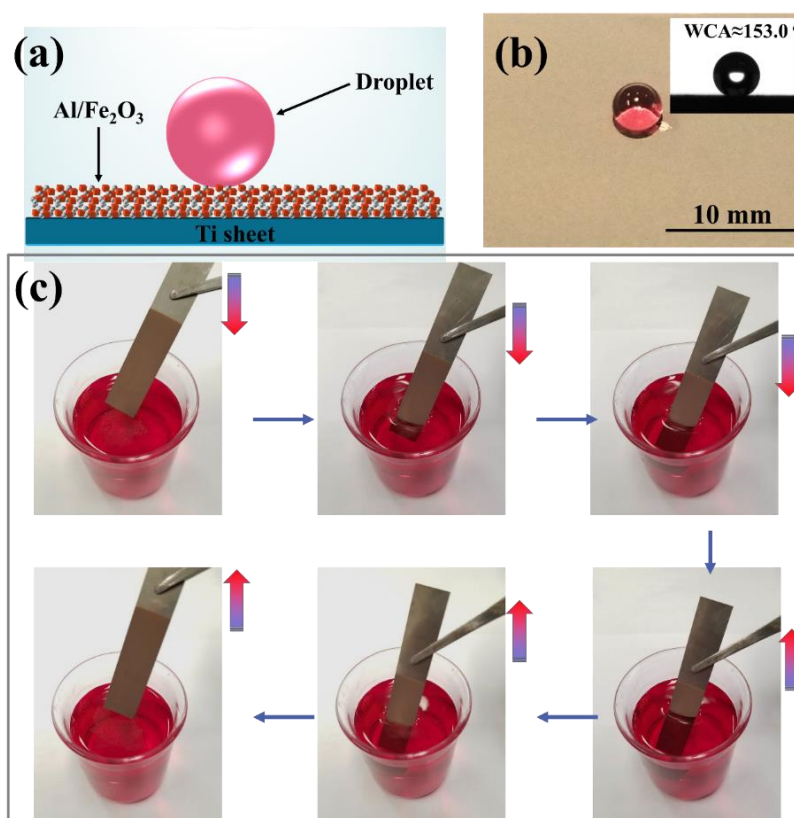 (a)
Droplet
Al/Fe₂O₃
Ti sheet
(b)
WCA≈153.0 °
10 mm
(c)